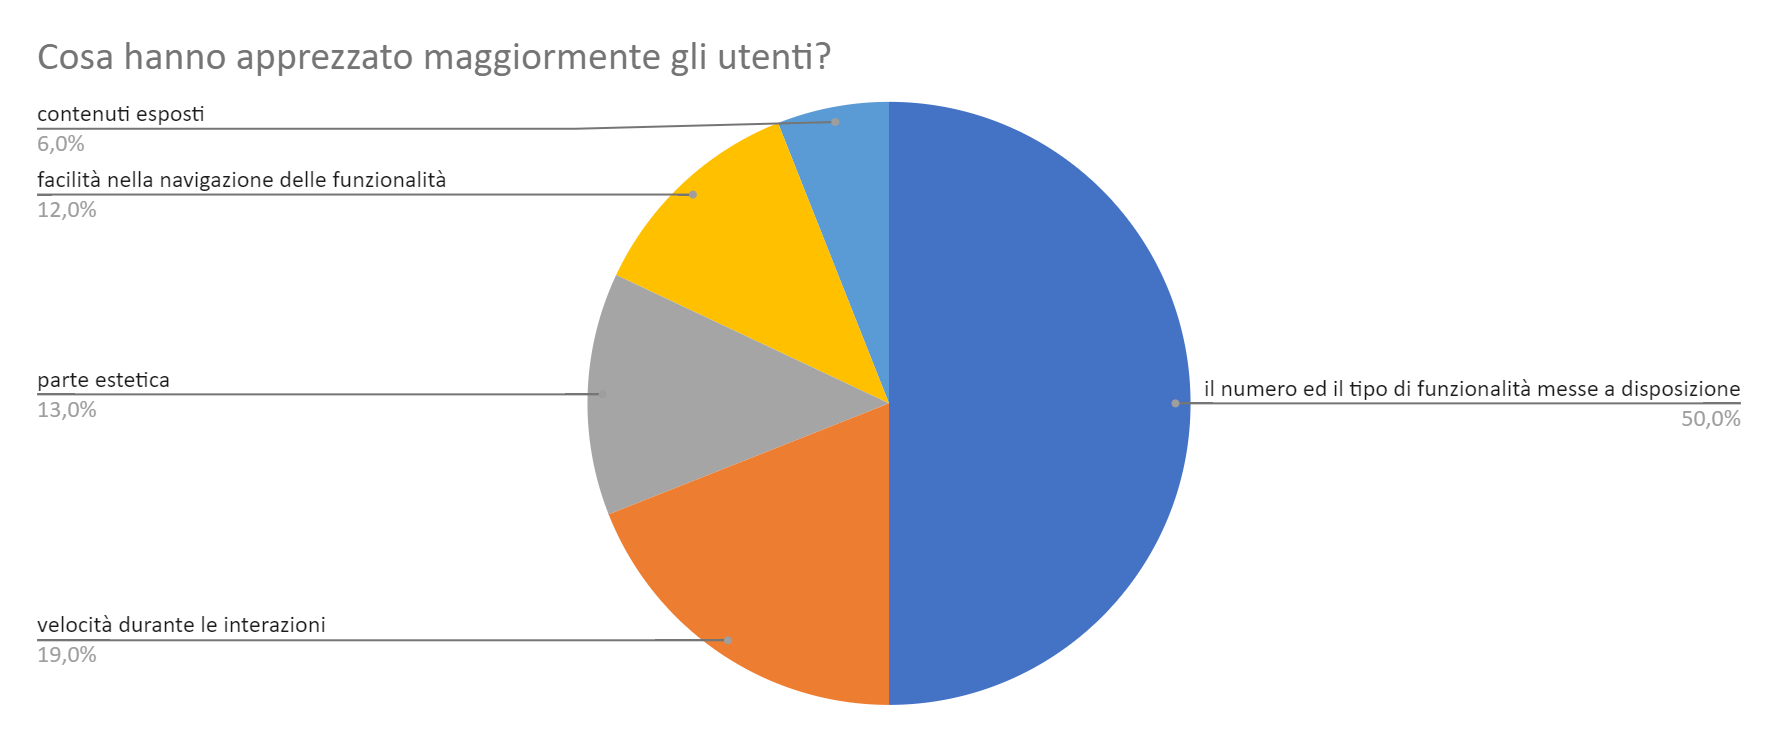 Cosa hanno apprezzato maggiormente gli utenti?
contenuti esposti
6,0%
facilità nella navigazione delle funzionalità
12,0%
parte estetica
13,0%
il numero ed il tipo di funzionalità messe a disposizione
50,0%
velocità durante le interazioni
19,0%